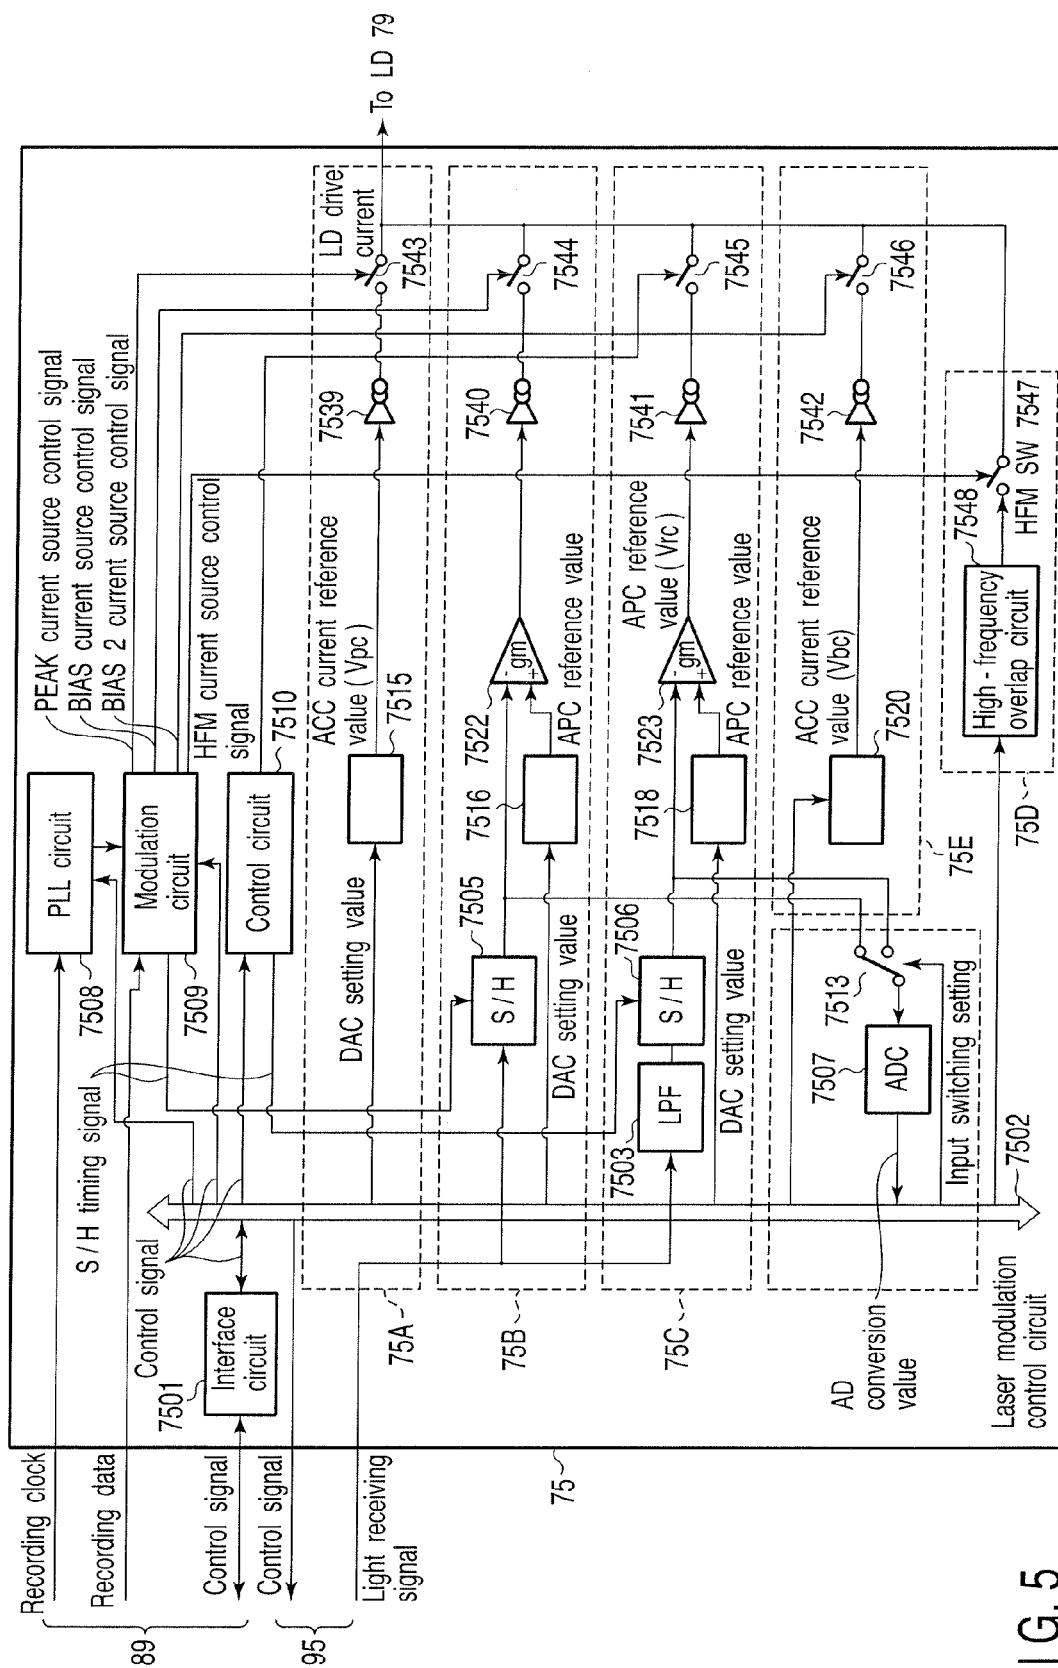 Recording clock
Recording data
Control signal
Control signal
Light receiving
signal
89
95
75
7501
Interface
circuit
Control signal
S / H timing signal
7508
PLL circuit
7509
Modulation
circuit
7510
Control circuit
PEAK current source control signal
BIAS current source control signal
BIAS 2 current source control signal
HFM current source control
signal
75A
DAC setting value
ACC current reference
value (Vpc)
7515
7539
LD drive
current
7543
To LD 79
75B
7505
S / H
DAC setting value
7516
APC reference value
7522
-
gm
+
7540
7544
75C
7503
LPF
7506
S / H
DAC setting value
7518
APC reference value
7523
-
gm
+
APC reference
value (Vrc)
7541
7545
75E
ACC current reference
value (Vbc)
7520
7542
7546
7507
ADC
7513
AD
conversion
value
Input switching setting
75D
High - frequency
overlap circuit
7548
HFM SW 7547
7502
Laser modulation
control circuit
IG. 5